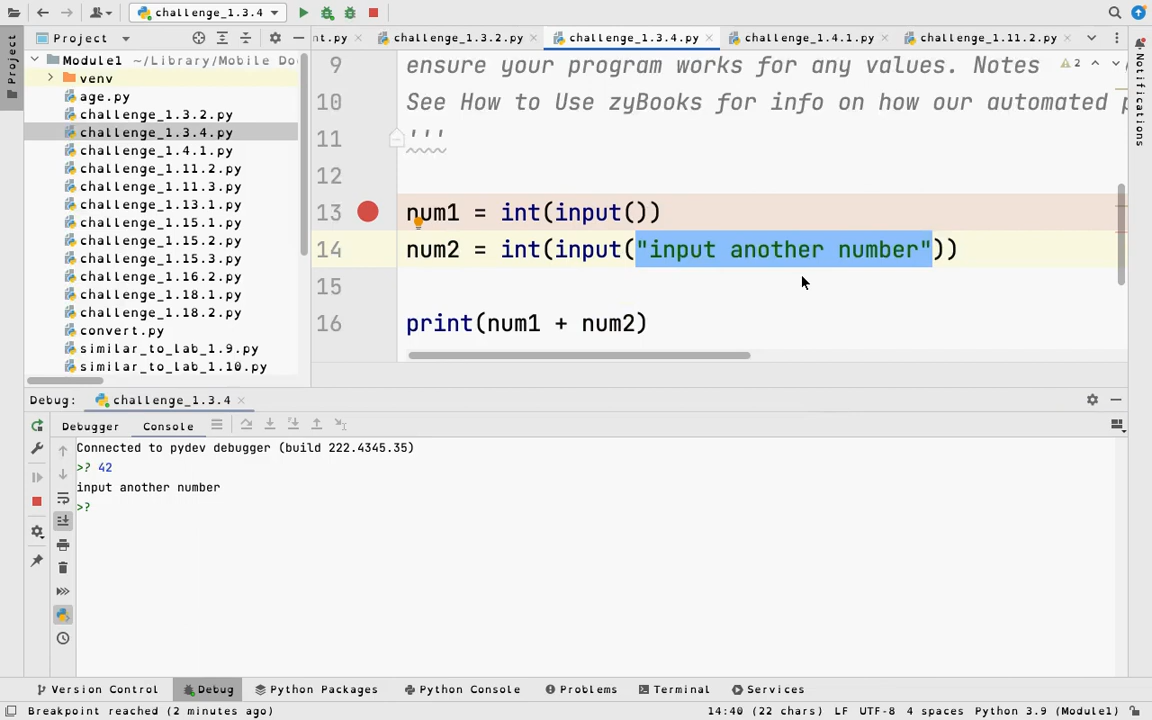 challenge_1.3.4
Project
nt.py
challenge_1.3.2.py
challenge_1.3.4.py
challenge_1.4.1.py
challenge_1.11.2.py
Project
Notifications
Module1 ~/Library/Mobile Do
venv
age.py
challenge_1.3.2.py
challenge_1.3.4.py
challenge_1.4.1.py
challenge_1.11.2.py
challenge_1.11.3.py
challenge_1.13.1.py
challenge_1.15.1.py
challenge_1.15.2.py
challenge_1.15.3.py
challenge_1.16.2.py
challenge_1.18.1.py
challenge_1.18.2.py
convert.py
similar_to_lab_1.9.py
similar_to_lab_1.10.py
9 ensure your program works for any values. Notes
2
10 See How to Use zyBooks for info on how our automated p
11 '''
12
13 num1 = int(input())
14 num2 = int(input("input another number"))
15
16 print(num1 + num2)
Debug: challenge_1.3.4
Debugger Console
Connected to pydev debugger (build 222.4345.35)
>? 42
input another number
>?
Version Control Debug Python Packages Python Console Problems Terminal Services
Breakpoint reached (2 minutes ago) 14:40 (22 chars) LF UTF-8 4 spaces Python 3.9 (Module1)